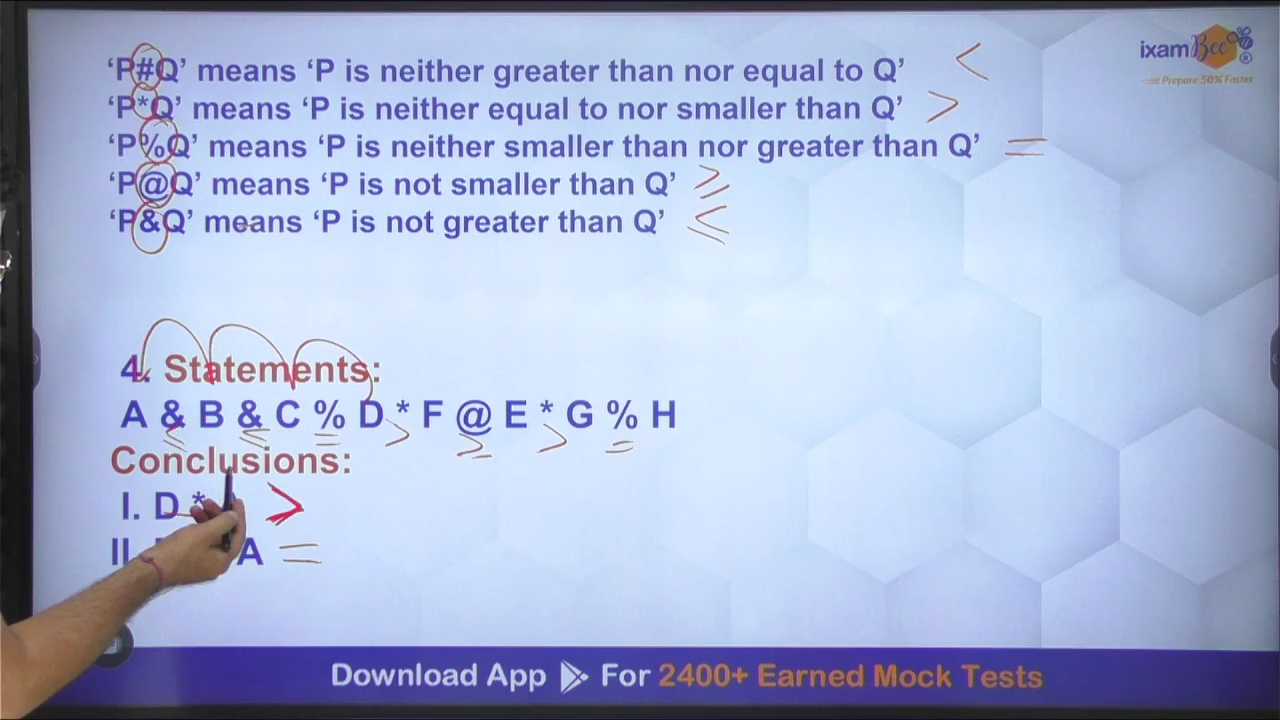 ixamBee®
Prepare 50% Faster
‘P#Q’ means ‘P is neither greater than nor equal to Q’ <
‘P*Q’ means ‘P is neither equal to nor smaller than Q’ >
‘P%Q’ means ‘P is neither smaller than nor greater than Q’ =
‘P@Q’ means ‘P is not smaller than Q’ ≥
‘P&Q’ means ‘P is not greater than Q’ ≤
4. Statements:
A & B & C % D * F @ E * G % H
≤ ≤ = > ≥ > =
Conclusions:
I. D * >
II. A =
Download App For 2400+ Earned Mock Tests